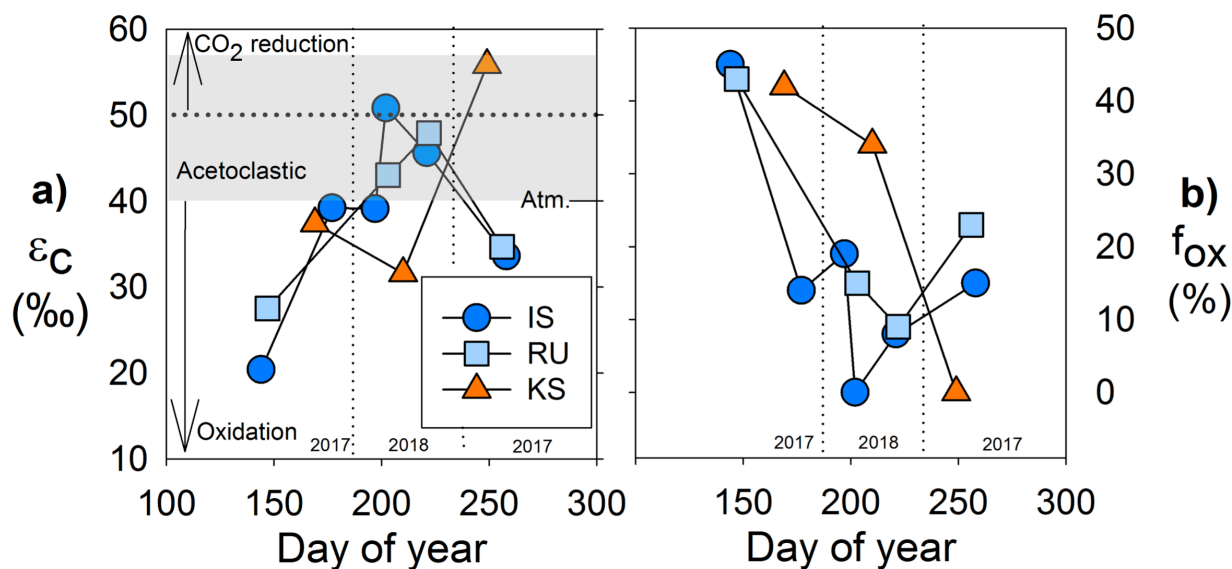 a)
εC
(‰)
60
50
40
30
20
10
CO2 reduction
Acetoclastic
Atm.
Oxidation
IS
RU
KS
2017
2018
2017
100
150
200
250
300
Day of year
2017
2018
2017
150
200
250
300
Day of year
50
40
30
20
10
0
b)
fOX
(%)